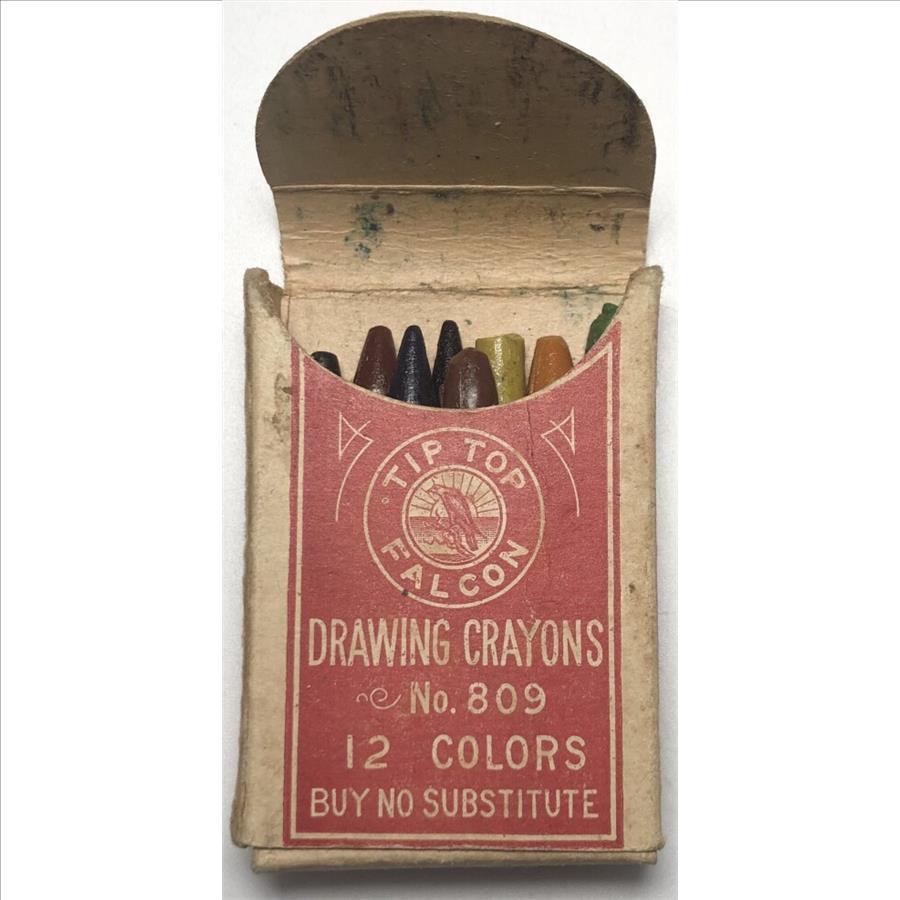 TIP TOP
FALCON
DRAWING CRAYONS
No. 809
12 COLORS
BUY NO SUBSTITUTE